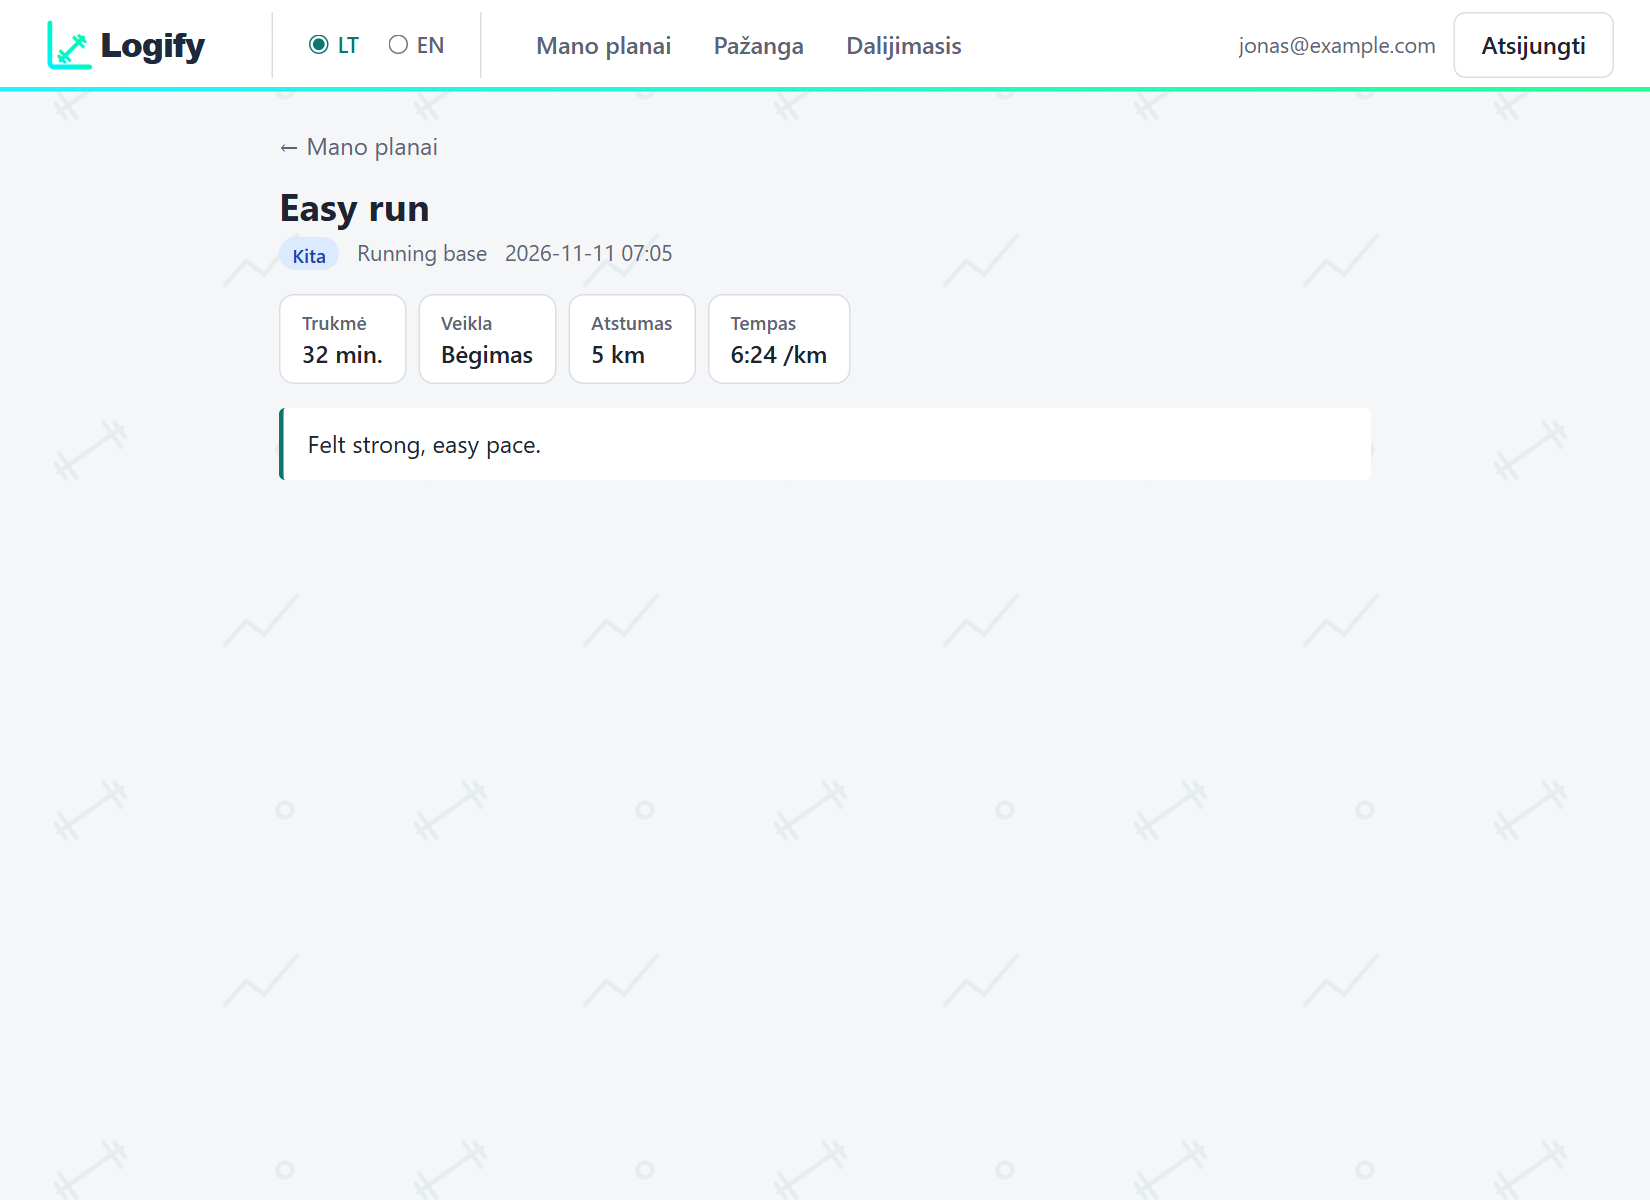 Logify
LT
EN
Mano planai
Pažanga
Dalijimasis
jonas@example.com
Atsijungti
← Mano planai
Easy run
Kita
Running base
2026-11-11 07:05
Trukmė
32 min.
Veikla
Bėgimas
Atstumas
5 km
Tempas
6:24 /km
Felt strong, easy pace.